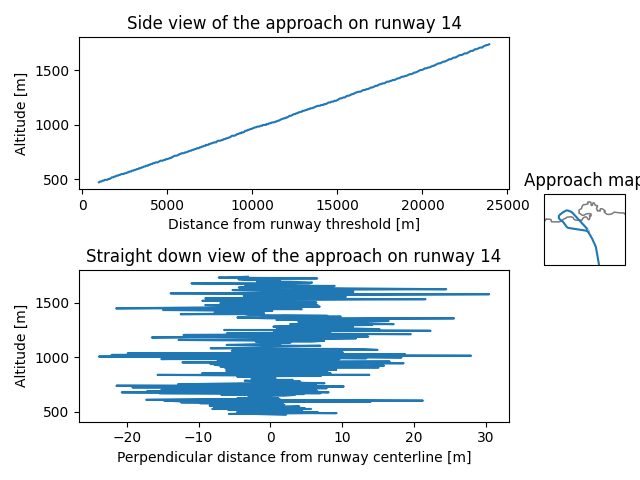 Side view of the approach on runway 14
Altitude [m]
1500
1000
500
0 5000 10000 15000 20000 25000
Distance from runway threshold [m]
Approach map
Straight down view of the approach on runway 14
Altitude [m]
1500
1000
500
−20 −10 0 10 20 30
Perpendicular distance from runway centerline [m]